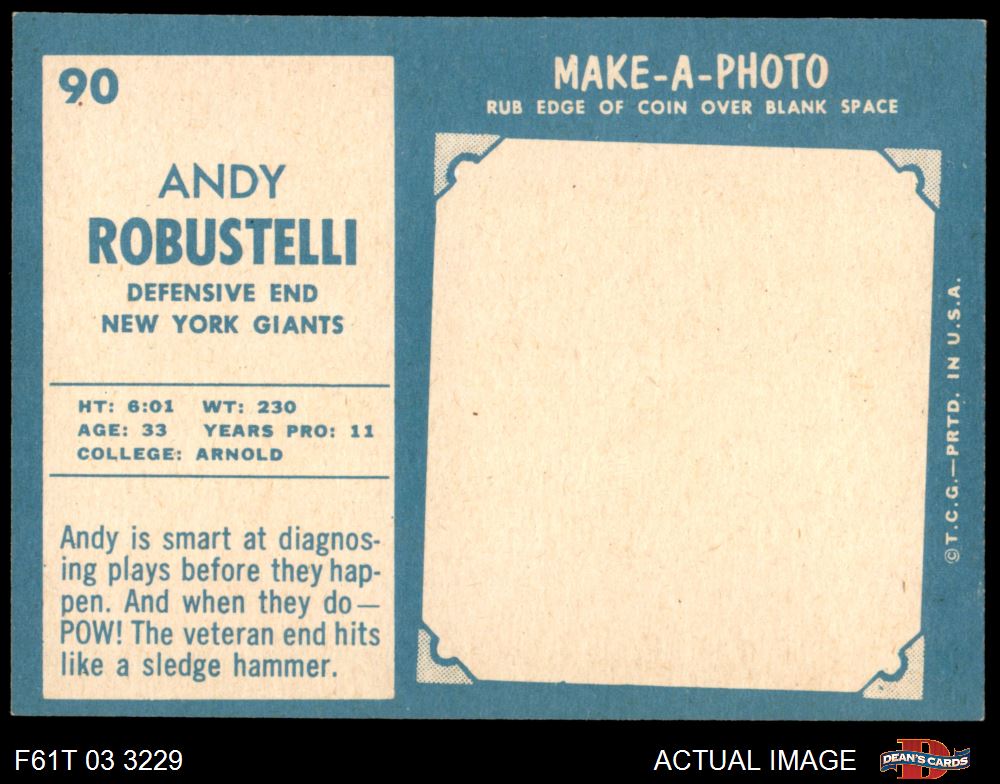 90
ANDY
ROBUSTELLI
DEFENSIVE END
NEW YORK GIANTS
HT: 6:01 WT: 230
AGE: 33 YEARS PRO: 11
COLLEGE: ARNOLD
Andy is smart at diagnos-
ing plays before they hap-
pen. And when they do—
POW! The veteran end hits
like a sledge hammer.
MAKE-A-PHOTO
RUB EDGE OF COIN OVER BLANK SPACE
©T.C.G.—PRTD. IN U.S.A.
F61T 03 3229
ACTUAL IMAGE
DEAN'S CARDS